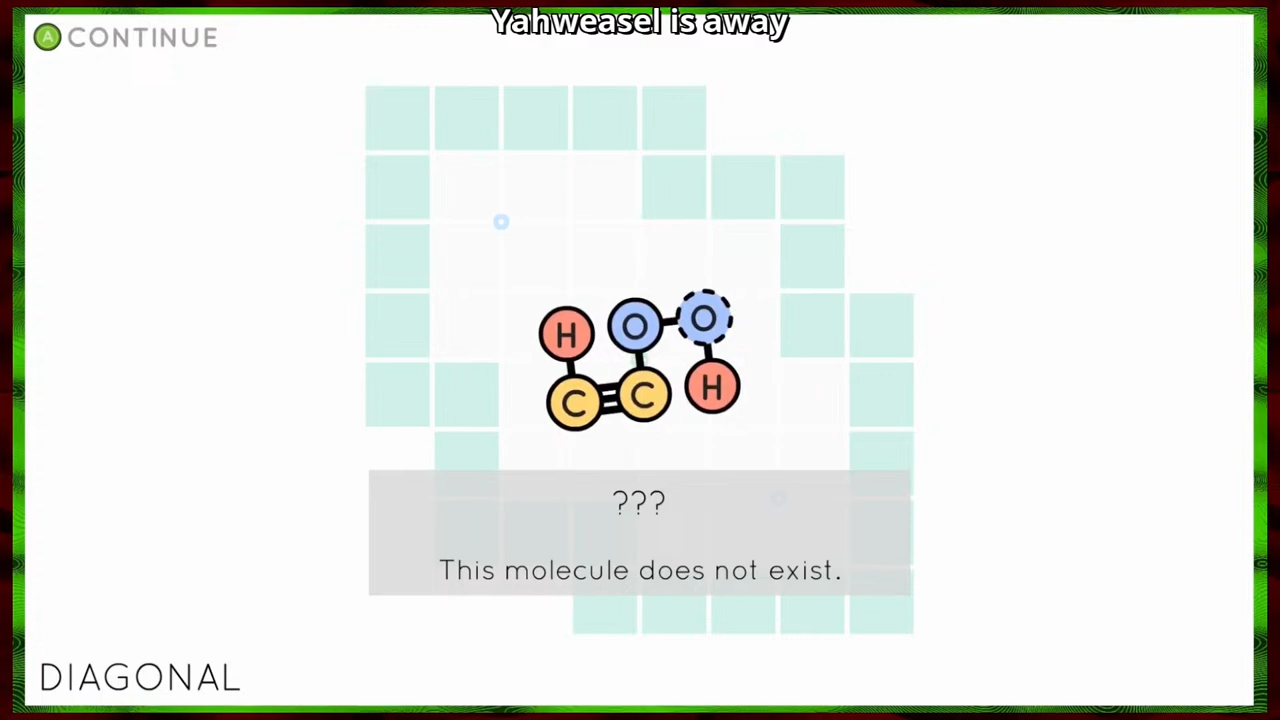 Yahweasel is away
A CONTINUE
H O O
C C H
???
This molecule does not exist.
DIAGONAL